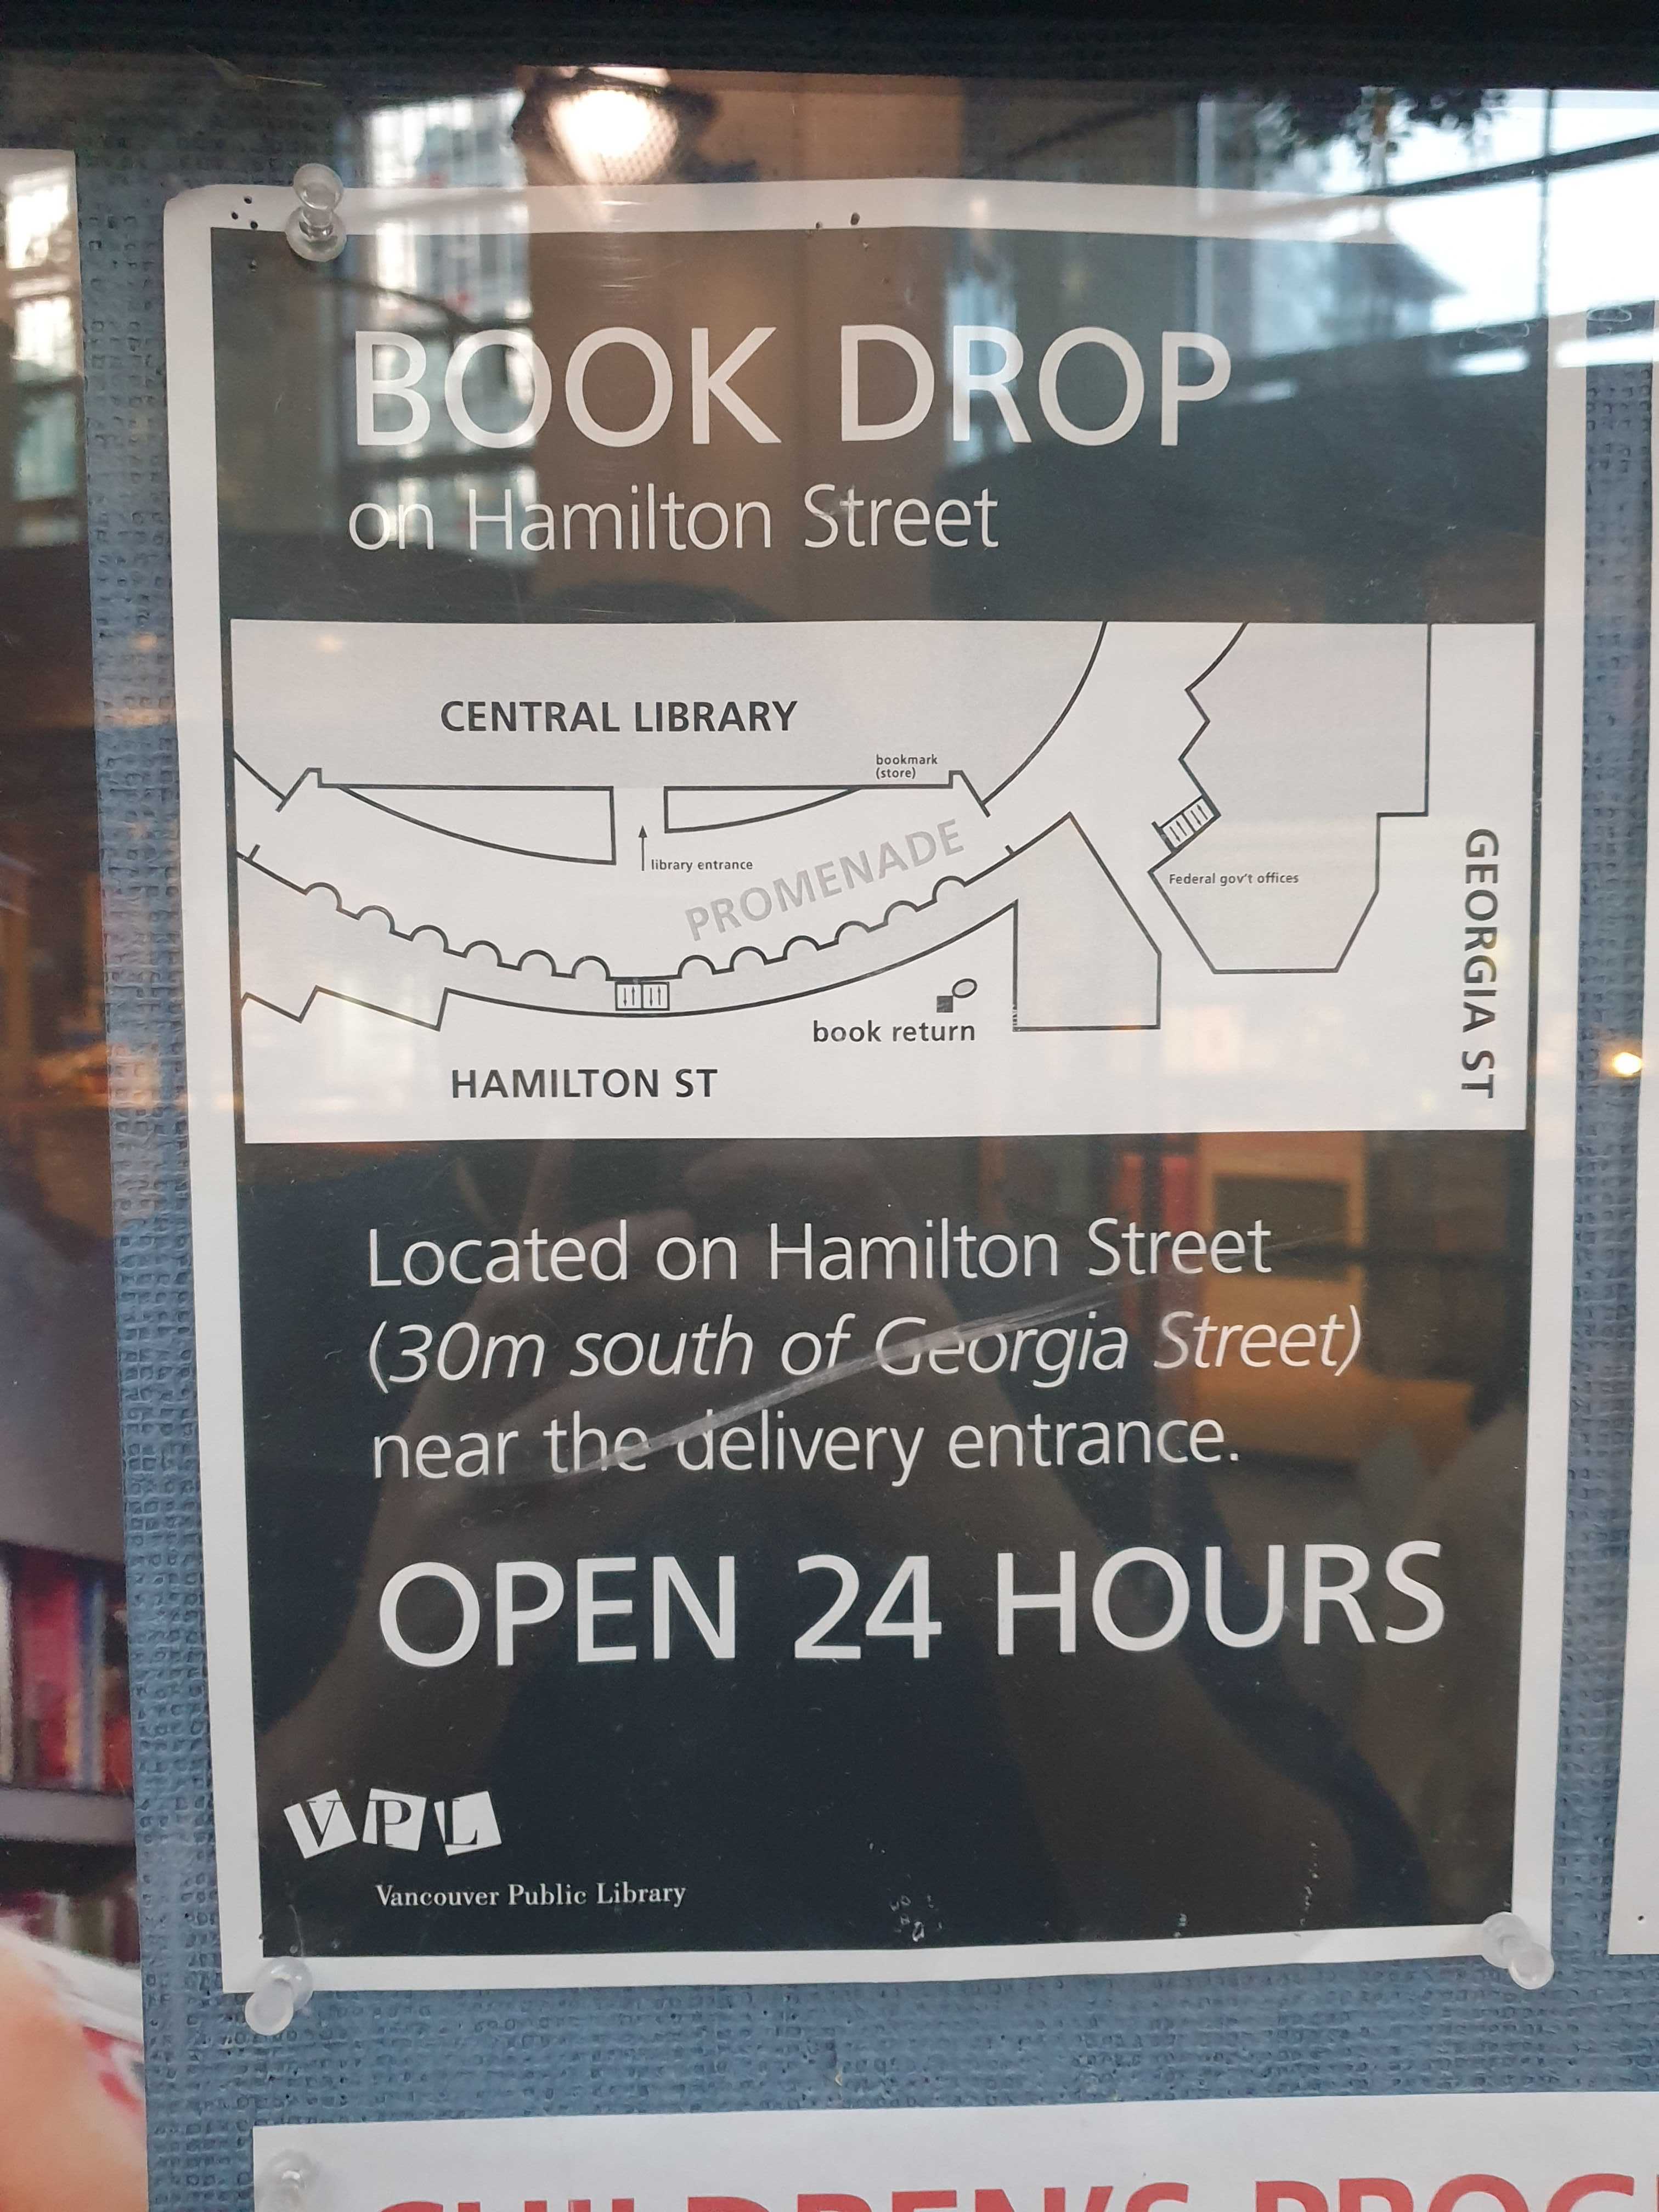 BOOK DROP
on Hamilton Street
CENTRAL LIBRARY
bookmark
(store)
library entrance
PROMENADE
Federal gov't offices
GEORGIA ST
book return
HAMILTON ST
Located on Hamilton Street
(30m south of Georgia Street)
near the delivery entrance.
OPEN 24 HOURS
VPL
Vancouver Public Library
CHILDREN'S